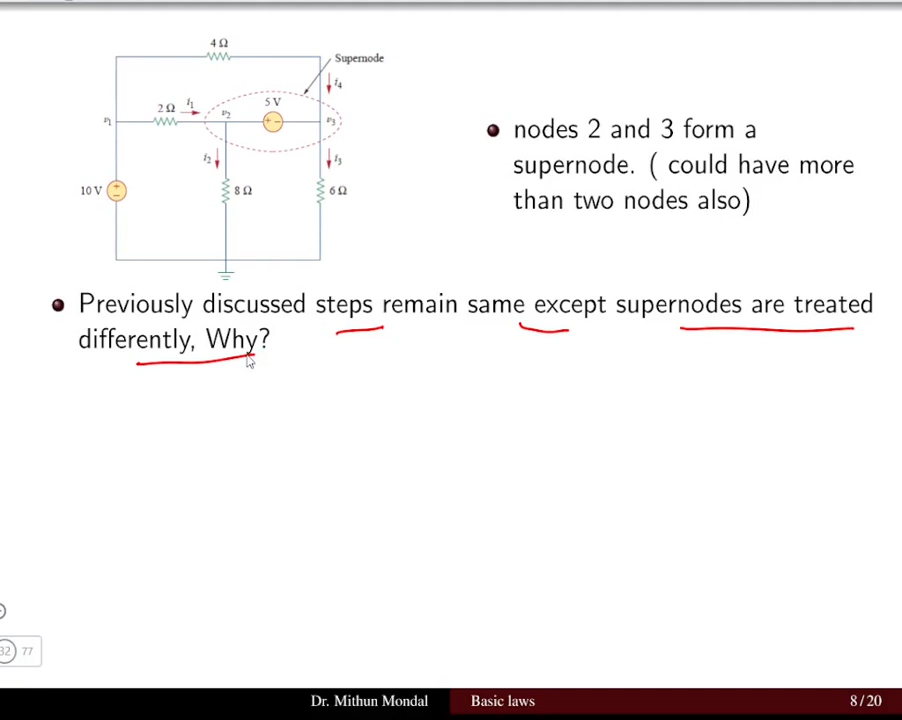 4 Ω
Supernode
i4
2 Ω i1 v2 5 V v3
v1
i2 i3
10 V 8 Ω 6 Ω
+ −
nodes 2 and 3 form a
supernode. ( could have more
than two nodes also)
Previously discussed steps remain same except supernodes are treated
differently, Why?
32 77
Dr. Mithun Mondal Basic laws 8 / 20